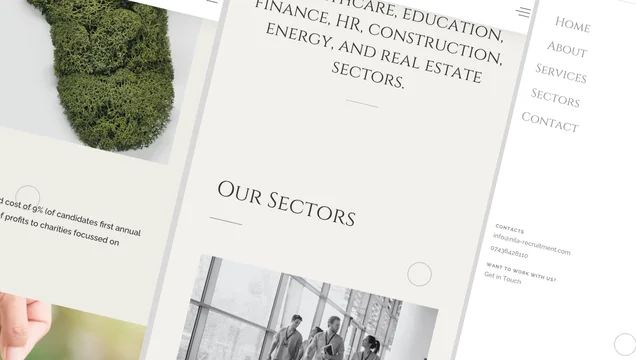 d cost of 9% (of candidates first annual
of profits to charities focussed on
THCARE, EDUCATION,
FINANCE, HR, CONSTRUCTION,
ENERGY, AND REAL ESTATE
SECTORS.
Our Sectors
Home
About
Services
Sectors
Contact
CONTACTS
info@nila-recruitment.com
07436428110
WANT TO WORK WITH US?
Get in Touch